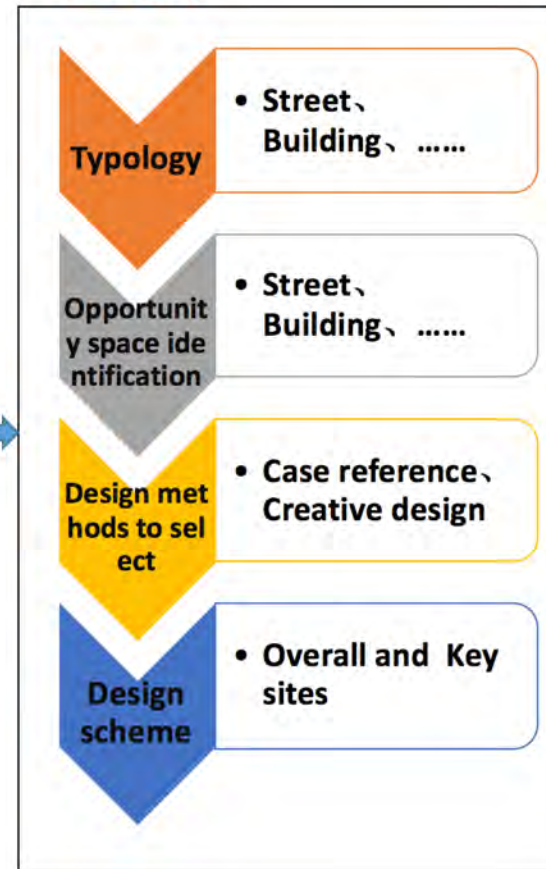 Typology
• Street、
Building、……
Opportunit
y space ide
ntification
• Street、
Building、……
Design met
hods to sel
ect
• Case reference、
Creative design
Design
scheme
• Overall and Key
sites